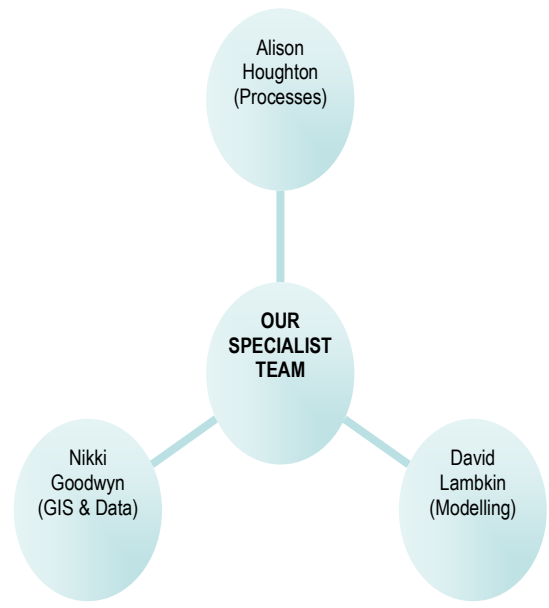 Alison
Houghton
(Processes)
OUR
SPECIALIST
TEAM
Nikki
Goodwyn
(GIS & Data)
David
Lambkin
(Modelling)